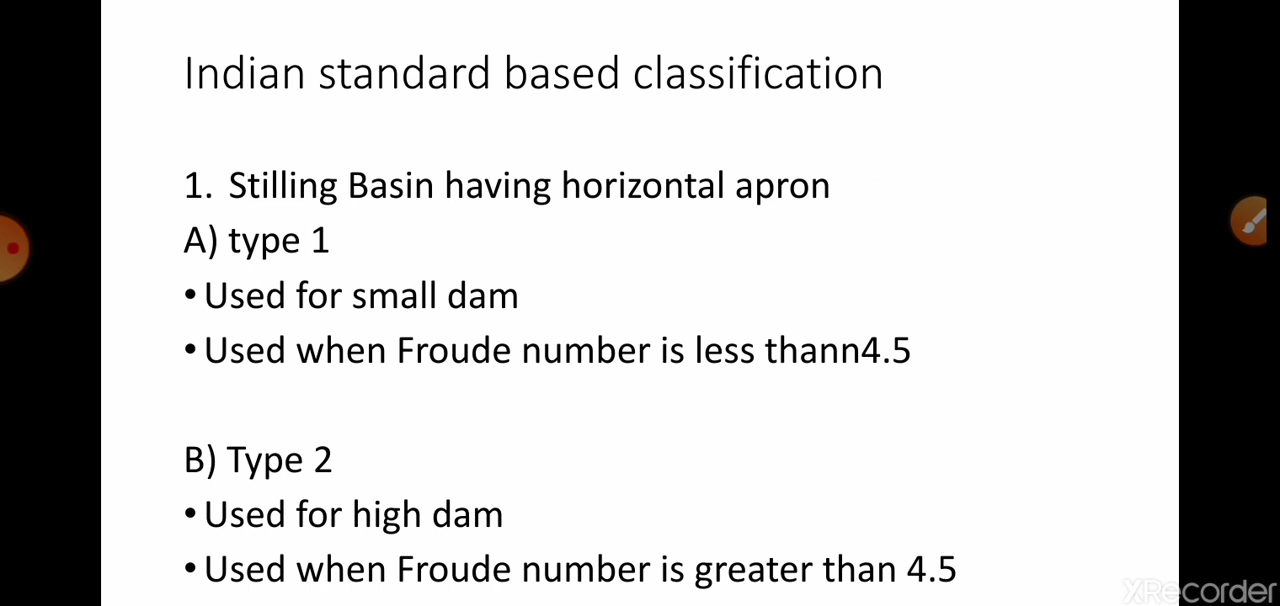 Indian standard based classification
1. Stilling Basin having horizontal apron
A) type 1
• Used for small dam
• Used when Froude number is less thann4.5
B) Type 2
• Used for high dam
• Used when Froude number is greater than 4.5
XRecorder